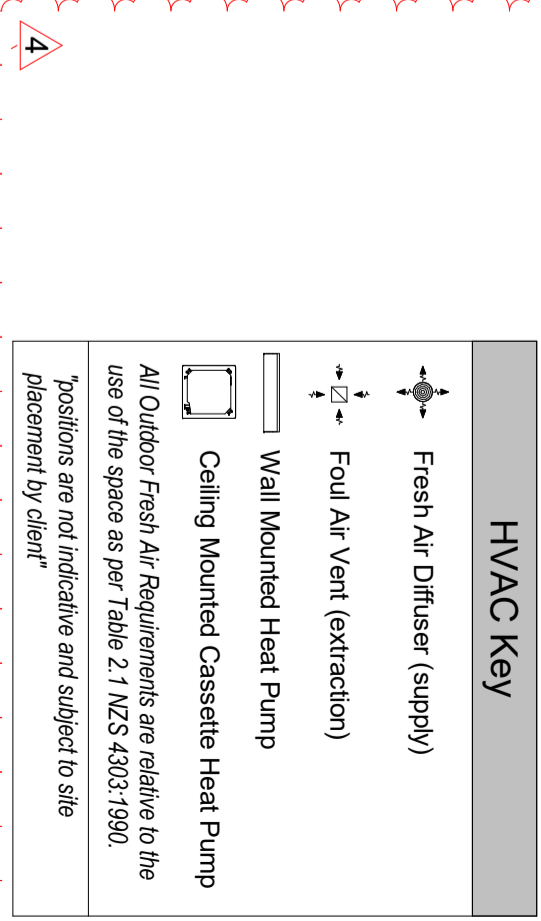 HVAC Key
Fresh Air Diffuser (supply)
Foul Air Vent (extraction)
Wall Mounted Heat Pump
Ceiling Mounted Cassette Heat Pump
All Outdoor Fresh Air Requirements are relative to the
use of the space as per Table 2.1 NZS 4303:1990.
"positions are not indicative and subject to site
placement by client"
4